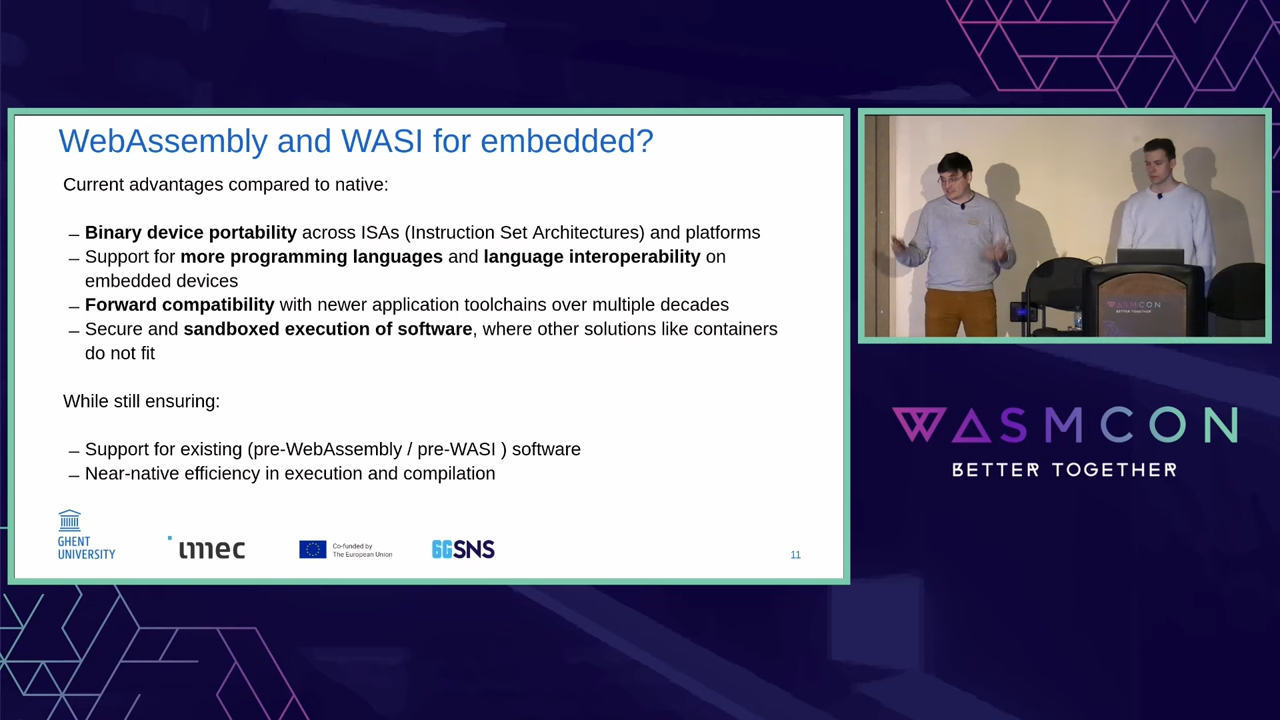 WebAssembly and WASI for embedded?
Current advantages compared to native:
– Binary device portability across ISAs (Instruction Set Architectures) and platforms
– Support for more programming languages and language interoperability on
embedded devices
– Forward compatibility with newer application toolchains over multiple decades
– Secure and sandboxed execution of software, where other solutions like containers
do not fit
While still ensuring:
– Support for existing (pre-WebAssembly / pre-WASI ) software
– Near-native efficiency in execution and compilation
GHENT
UNIVERSITY
imec
Co-funded by
The European Union
6GSNS
11
WASMCON
BETTER TOGETHER
WASMCON
BETTER TOGETHER